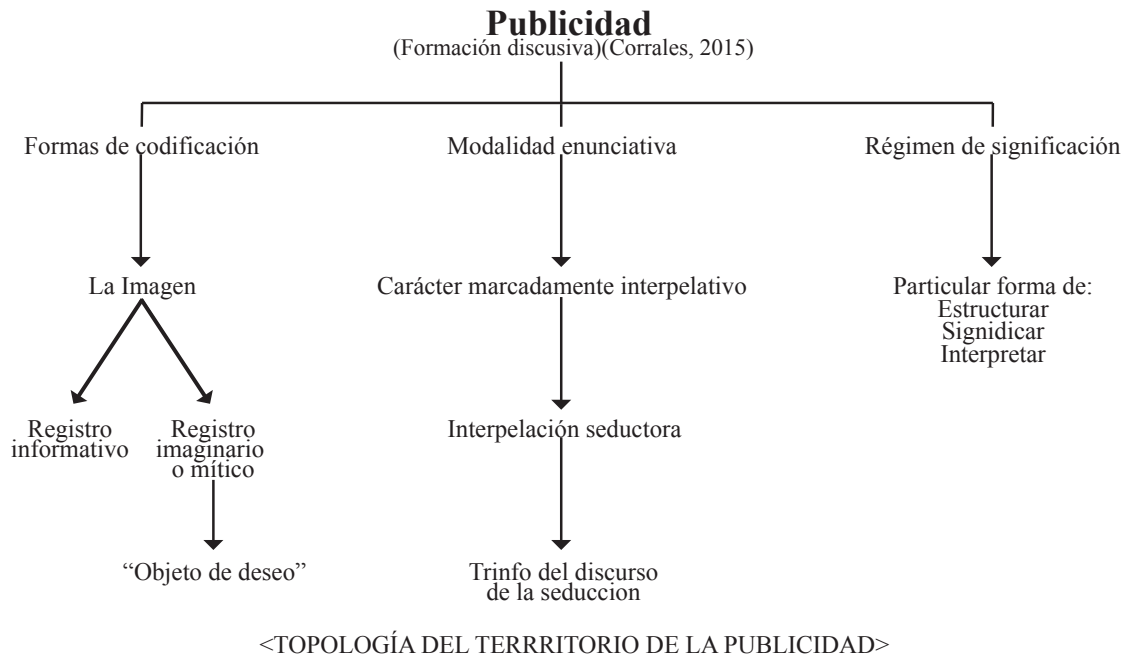 Publicidad
(Formación discusiva)(Corrales, 2015)
Formas de codificación
Modalidad enunciativa
Régimen de significación
La Imagen
Carácter marcadamente interpelativo
Particular forma de:
Estructurar
Signidicar
Interpretar
Registro
informativo
Registro
imaginario
o mítico
Interpelación seductora
“Objeto de deseo”
Trinfo del discurso
de la seduccion
<TOPOLOGÍA DEL TERRRITORIO DE LA PUBLICIDAD>